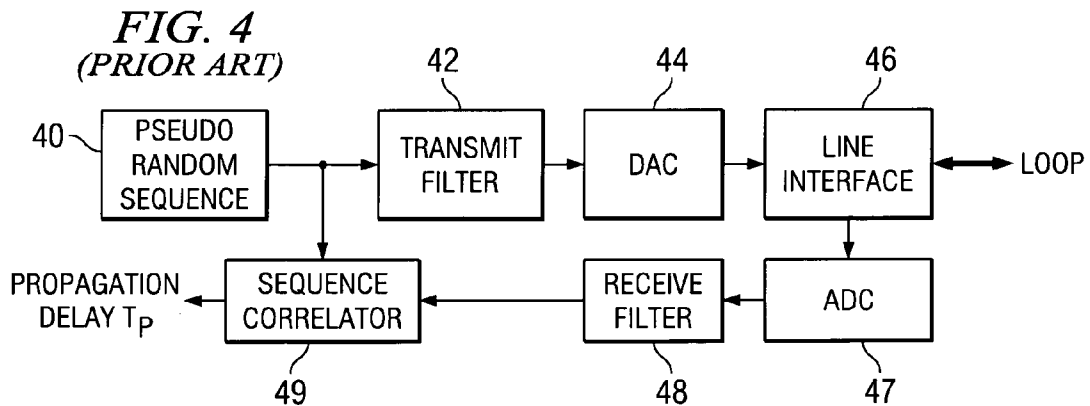 FIG. 4
(PRIOR ART)
42
44
46
40
PSEUDO
RANDOM
SEQUENCE
TRANSMIT
FILTER
DAC
LINE
INTERFACE
LOOP
PROPAGATION
DELAY TP
SEQUENCE
CORRELATOR
RECEIVE
FILTER
ADC
49
48
47